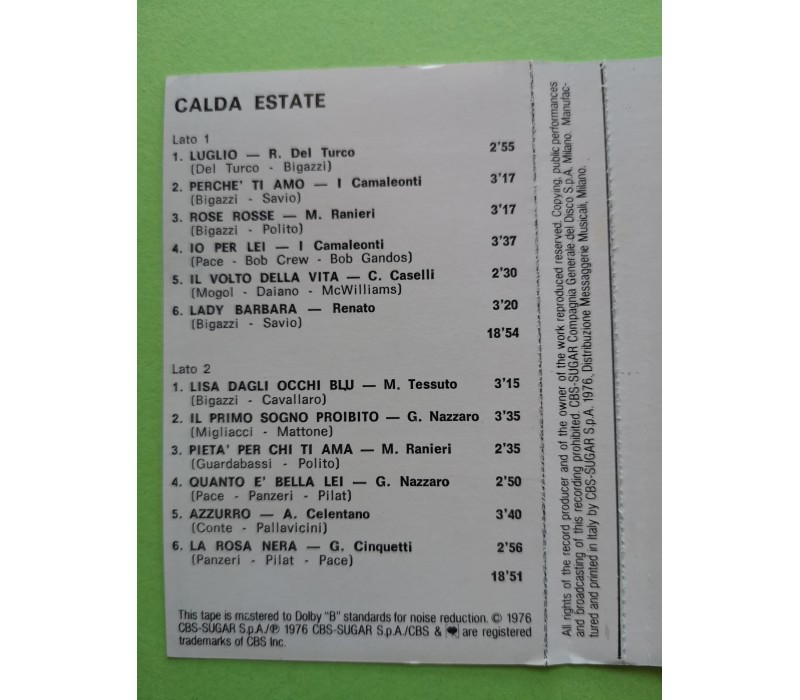 CALDA ESTATE
Lato 1
1. LUGLIO — R. Del Turco 2'55
(Del Turco - Bigazzi)
2. PERCHE' TI AMO — I Camaleonti 3'17
(Bigazzi - Savio)
3. ROSE ROSSE — M. Ranieri 3'17
(Bigazzi - Polito)
4. IO PER LEI — I Camaleonti 3'37
(Pace - Bob Crew - Bob Gandos)
5. IL VOLTO DELLA VITA — C. Caselli 2'30
(Mogol - Daiano - McWilliams)
6. LADY BARBARA — Renato 3'20
(Bigazzi - Savio)
18'54
Lato 2
1. LISA DAGLI OCCHI BLU — M. Tessuto 3'15
(Bigazzi - Cavallaro)
2. IL PRIMO SOGNO PROIBITO — G. Nazzaro 3'35
(Migliacci - Mattone)
3. PIETA' PER CHI TI AMA — M. Ranieri 2'35
(Guardabassi - Polito)
4. QUANTO E' BELLA LEI — G. Nazzaro 2'50
(Pace - Panzeri - Pilat)
5. AZZURRO — A. Celentano 3'40
(Conte - Pallavicini)
6. LA ROSA NERA — G. Cinquetti 2'56
(Panzeri - Pilat - Pace)
18'51
This tape is mastered to Dolby "B" standards for noise reduction. © 1976
CBS-SUGAR S.p.A./℗ 1976 CBS-SUGAR S.p.A./CBS & are registered
trademarks of CBS Inc.
All rights of the record producer and of the owner of the work reproduced reserved. Copying, public performances
and broadcasting of this recording prohibited. CBS-SUGAR Compagnia Generale del Disco S.p.A. Milano. Manufac-
tured and printed in Italy by CBS-SUGAR S.p.A. 1976, Distribuzione Messaggerie Musicali, Milano.